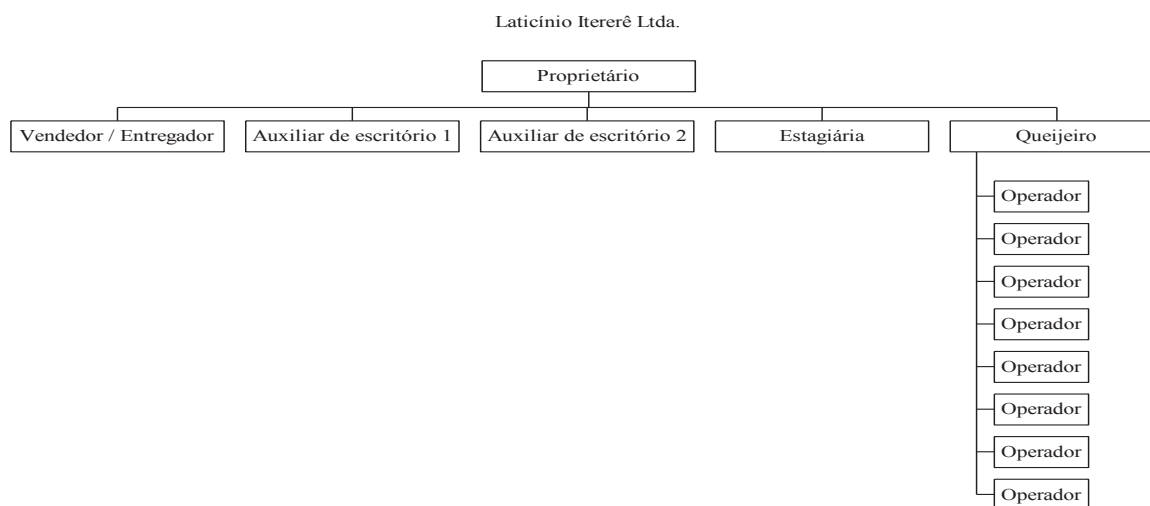 Laticínio Itererê Ltda.
Proprietário
Vendedor / Entregador
Auxiliar de escritório 1
Auxiliar de escritório 2
Estagiária
Queijeiro
Operador
Operador
Operador
Operador
Operador
Operador
Operador
Operador